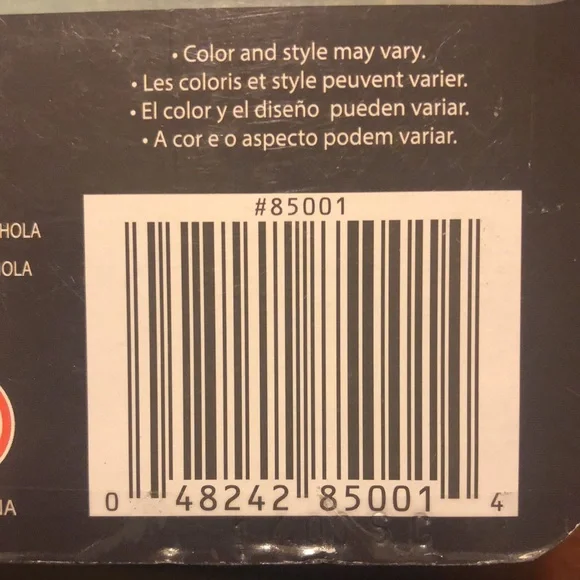 • Color and style may vary.
• Les coloris et style peuvent varier.
• El color y el diseño pueden variar.
• A cor e o aspecto podem variar.
#85001
HOLA
OLA
0 48242 85001 4